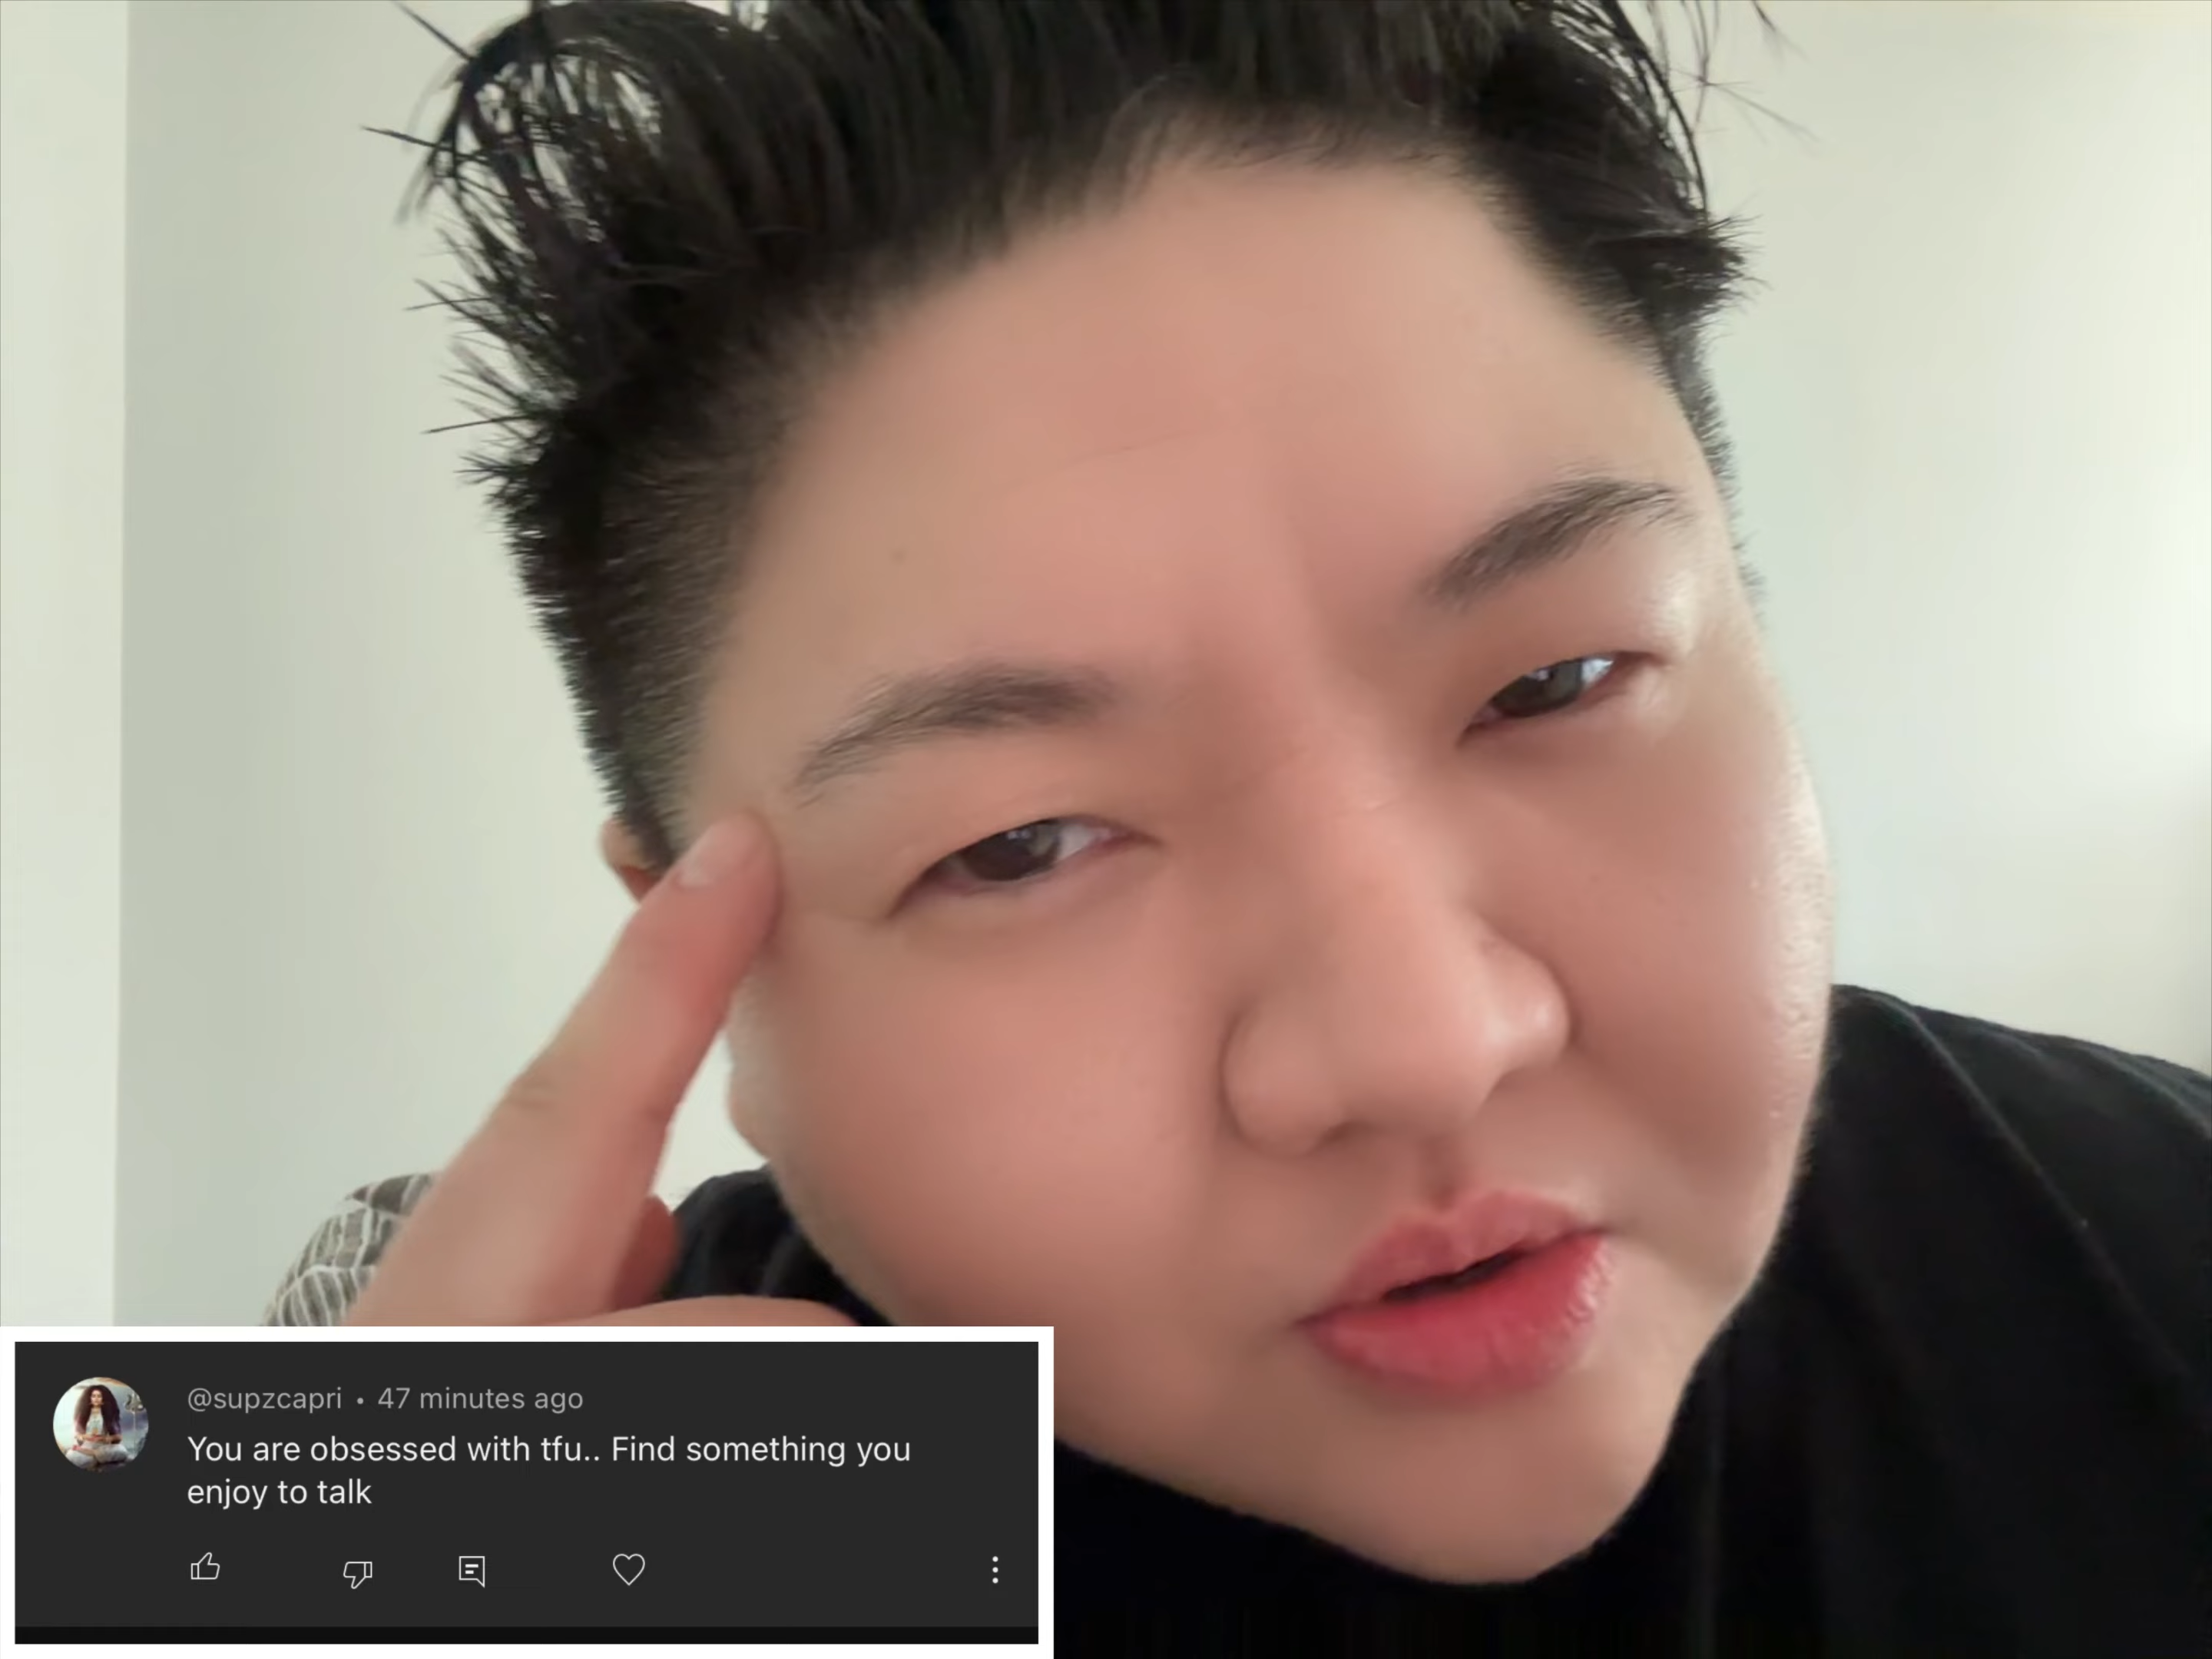 @supzcapri • 47 minutes ago
You are obsessed with tfu.. Find something you
enjoy to talk